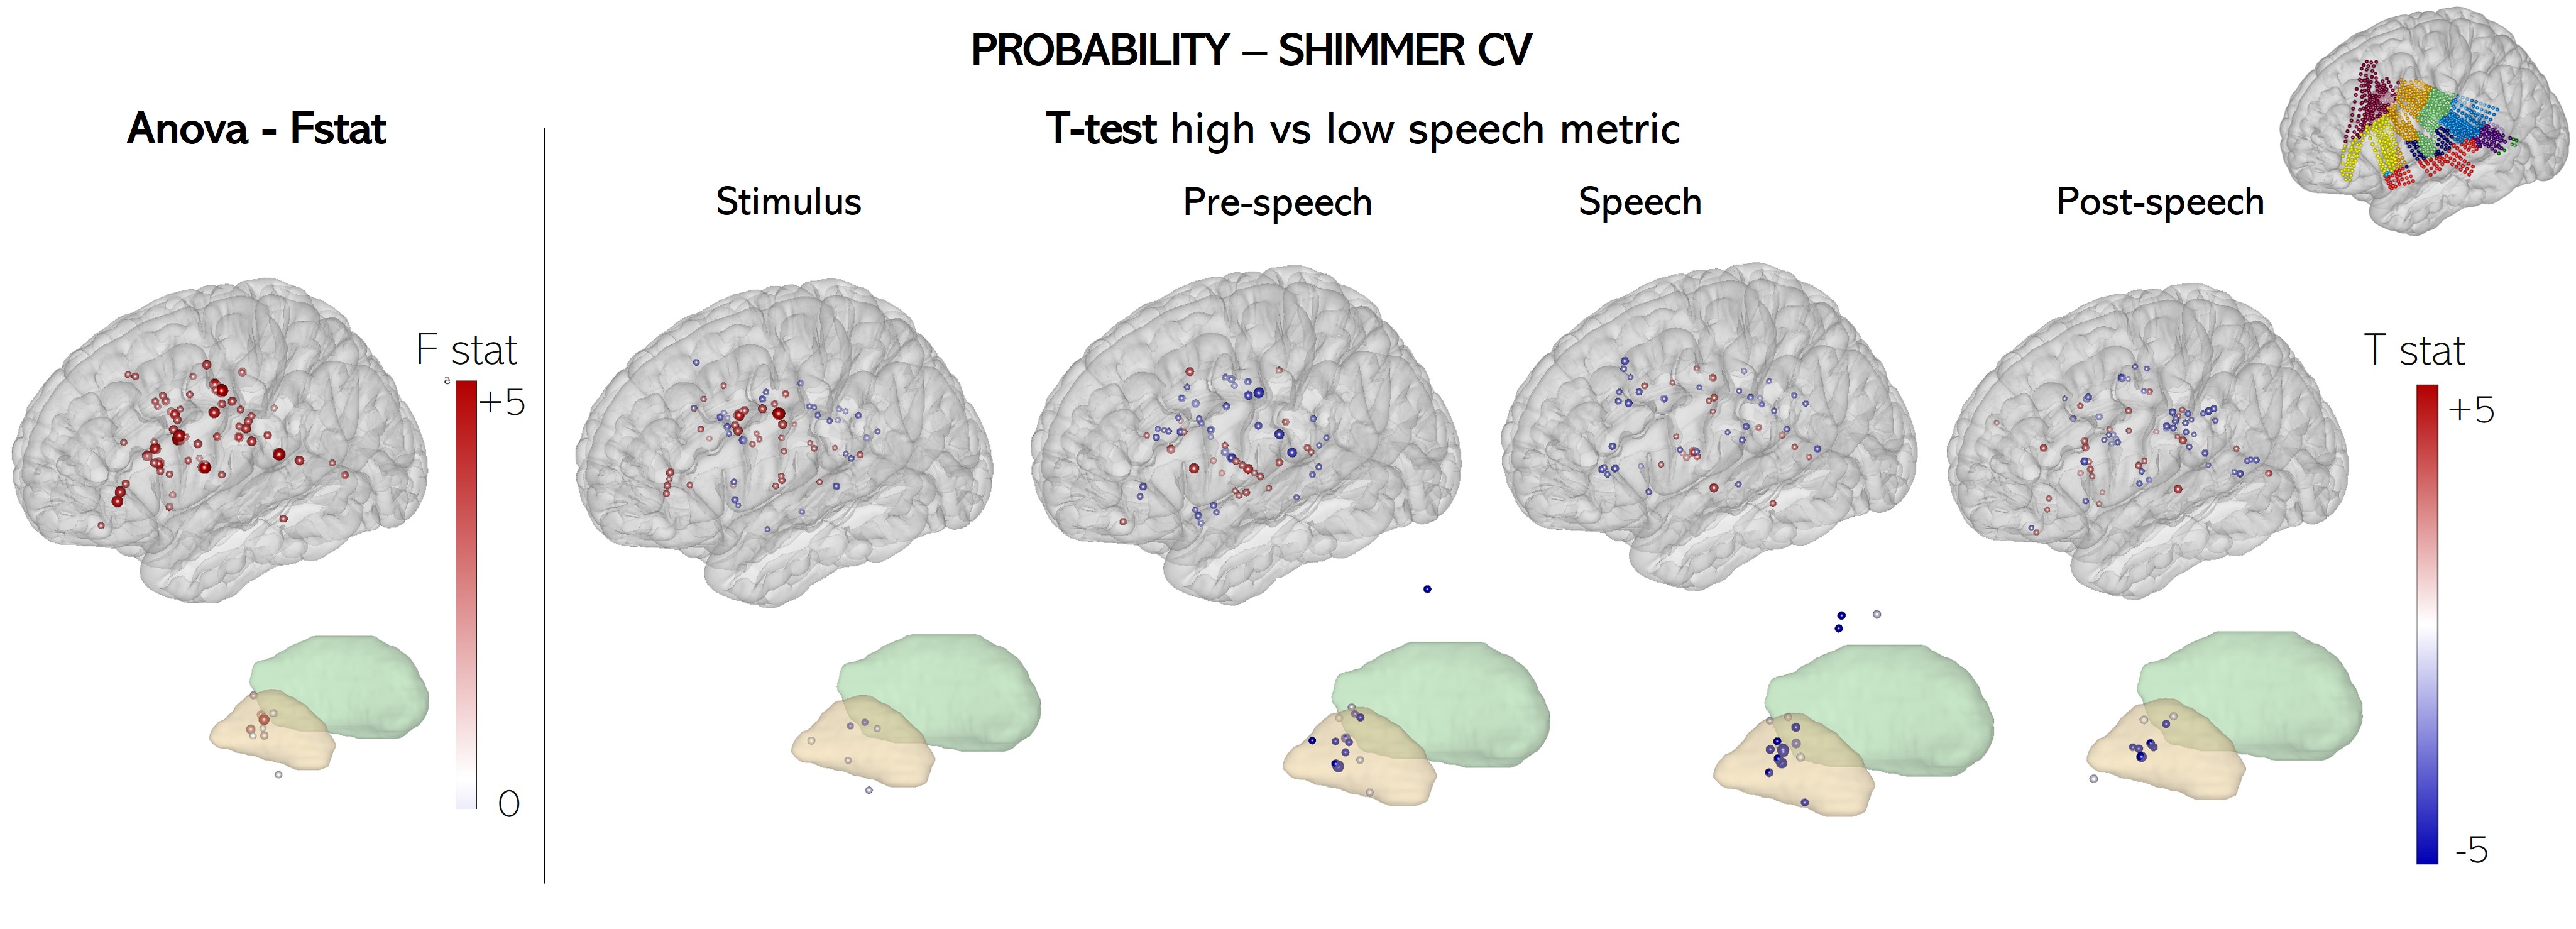 PROBABILITY – SHIMMER CV
Anova - Fstat
T-test high vs low speech metric
Stimulus
Pre-speech
Speech
Post-speech
F stat
a
+5
0
T stat
+5
-5